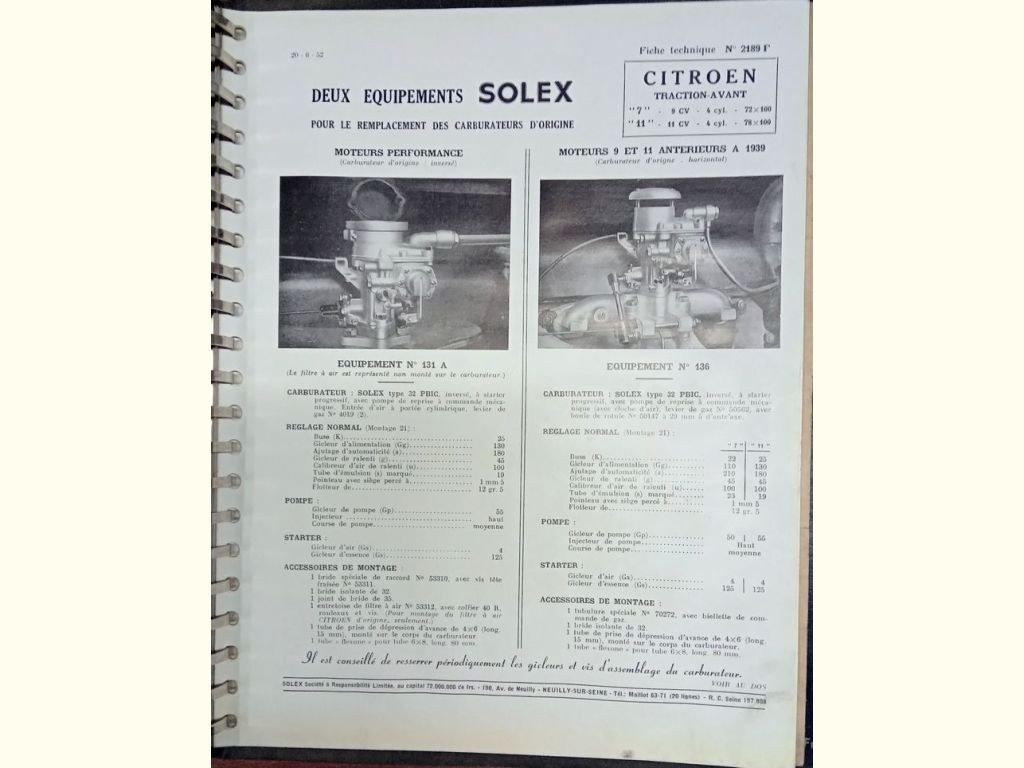 20 - 6 - 52
Fiche technique N° 2189 F
CITROEN
TRACTION-AVANT
"7" - 9 CV - 4 cyl. - 72×100
"11" - 11 CV - 4 cyl. - 78×100
DEUX EQUIPEMENTS SOLEX
POUR LE REMPLACEMENT DES CARBURATEURS D'ORIGINE
MOTEURS PERFORMANCE
(Carburateur d'origine : inversé)
EQUIPEMENT N° 131 A
(Le filtre à air est représenté non monté sur le carburateur.)
CARBURATEUR : SOLEX type 32 PBIC, inversé, à starter
progressif, avec pompe de reprise à commande méca-
nique. Entrée d'air à portée cylindrique, levier de
gaz N° 4019 (2).
REGLAGE NORMAL (Montage 21) :
Buse (K)........ 25
Gicleur d'alimentation (Gg)........ 130
Ajutage d'automaticité (a)........ 180
Gicleur de ralenti (g)........ 45
Calibreur d'air de ralenti (u)........ 100
Tube d'émulsion (s) marqué........ 19
Pointeau avec siège percé à........ 1 mm 5
Flotteur de........ 12 gr. 5
POMPE :
Gicleur de pompe (Gp)........ 55
Injecteur........ haut
Course de pompe........ moyenne
STARTER :
Gicleur d'air (Ga)........ 4
Gicleur d'essence (Gs)........ 125
ACCESSOIRES DE MONTAGE :
1 bride spéciale de raccord N° 53310, avec vis tête
fraisée N° 53311.
1 bride isolante de 32.
1 joint de bride de 35.
1 entretoise de filtre à air N° 53312, avec collier 40 R,
rouleaux et vis. (Pour montage du filtre à air
CITROEN d'origine, seulement.)
1 tube de prise de dépression d'avance de 4×6 (long.
15 mm), monté sur le corps du carburateur.
1 tube « flexone » pour tube 6×8, long. 80 mm.
MOTEURS 9 ET 11 ANTERIEURS A 1939
(Carburateur d'origine : horizontal)
EQUIPEMENT N° 136
CARBURATEUR : SOLEX type 32 PBIC, inversé, à starter
progressif, avec pompe de reprise à commande méca-
nique (avec cloche d'air), levier de gaz N° 50562, avec
boule de rotule N° 50147 à 29 mm 5 d'entr'axe.
REGLAGE NORMAL (Montage 21) :
"7" "11"
Buse (K)........ 22 25
Gicleur d'alimentation (Gg)........ 110 130
Ajutage d'automaticité (a)........ 210 180
Gicleur de ralenti (g)........ 45 45
Calibreur d'air de ralenti (u)........ 100 100
Tube d'émulsion (s) marqué........ 23 19
Pointeau avec siège percé à........ 1 mm 5
Flotteur de........ 12 gr. 5
POMPE :
Gicleur de pompe (Gp)........ 50 55
Injecteur de pompe........ Haut
Course de pompe........ moyenne
STARTER :
Gicleur d'air (Ga)........ 4 4
Gicleur d'essence (Gs)........ 125 125
ACCESSOIRES DE MONTAGE :
1 tubulure spéciale N° 70272, avec biellette de com-
mande de gaz.
1 bride isolante de 32.
1 tube de prise de dépression d'avance de 4×6 (long.
15 mm), monté sur le corps du carburateur.
1 tube « flexone » pour tube 6×8, long. 80 mm.
Il est conseillé de resserrer périodiquement les gicleurs et vis d'assemblage du carburateur.
VOIR AU DOS
SOLEX Société à Responsabilité Limitée, au capital 72.000.000 de frs. - 190, Av. de Neuilly - NEUILLY-SUR-SEINE - Tél.: Maillot 63-71 (20 lignes) - R. C. Seine 197.808